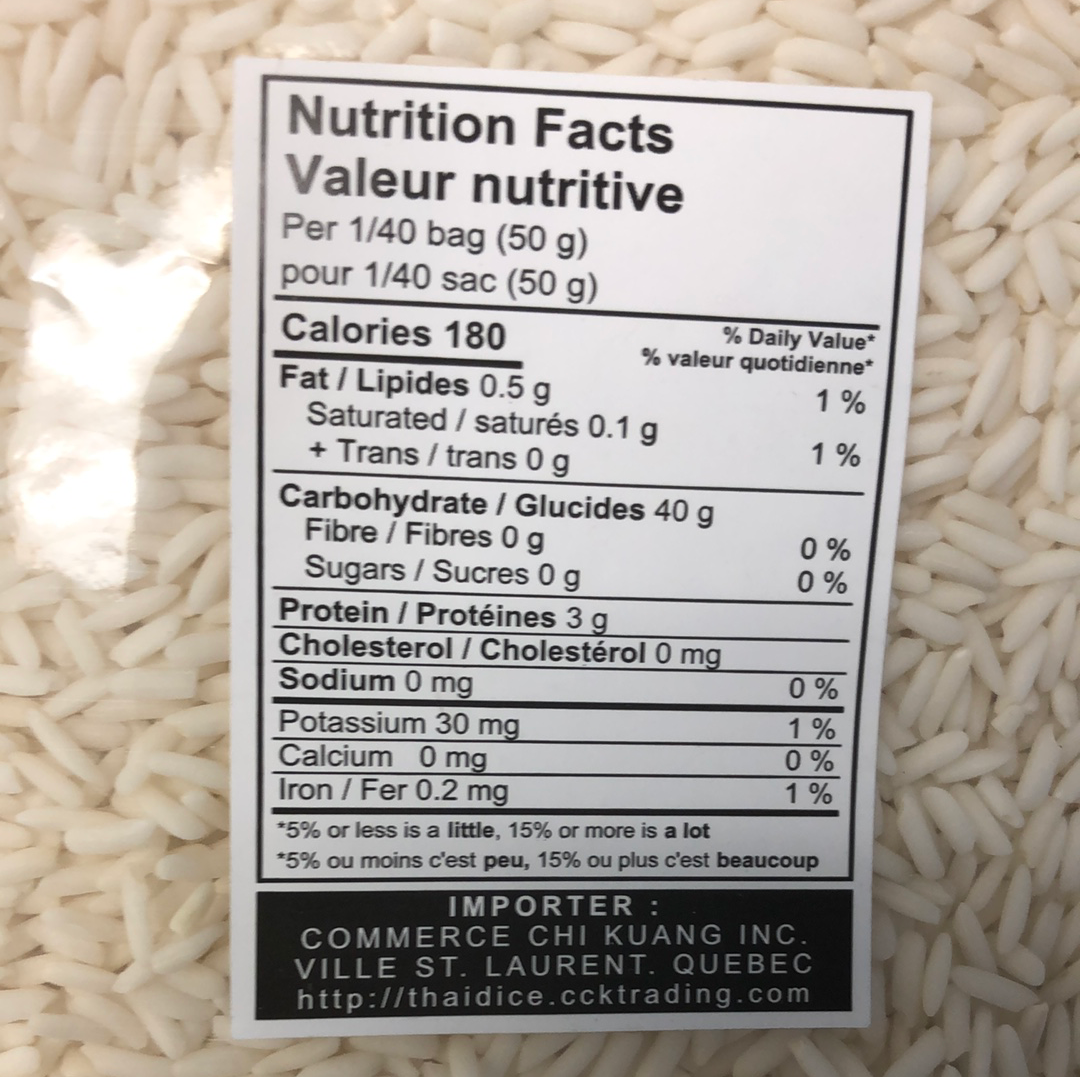 Nutrition Facts
Valeur nutritive
Per 1/40 bag (50 g)
pour 1/40 sac (50 g)
Calories 180
% Daily Value*
% valeur quotidienne*
Fat / Lipides 0.5 g 1 %
Saturated / saturés 0.1 g
+ Trans / trans 0 g 1 %
Carbohydrate / Glucides 40 g
Fibre / Fibres 0 g 0 %
Sugars / Sucres 0 g 0 %
Protein / Protéines 3 g
Cholesterol / Cholestérol 0 mg
Sodium 0 mg 0 %
Potassium 30 mg 1 %
Calcium 0 mg 0 %
Iron / Fer 0.2 mg 1 %
*5% or less is a little, 15% or more is a lot
*5% ou moins c'est peu, 15% ou plus c'est beaucoup
IMPORTER :
COMMERCE CHI KUANG INC.
VILLE ST. LAURENT. QUEBEC
http://thaidice.ccktrading.com